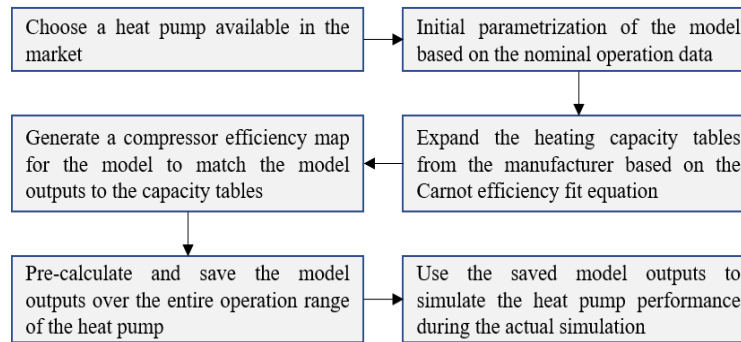 Choose a heat pump available in the
market
Initial parametrization of the model
based on the nominal operation data
Generate a compressor efficiency map
for the model to match the model
outputs to the capacity tables
Expand the heating capacity tables
from the manufacturer based on the
Carnot efficiency fit equation
Pre-calculate and save the model
outputs over the entire operation range
of the heat pump
Use the saved model outputs to
simulate the heat pump performance
during the actual simulation